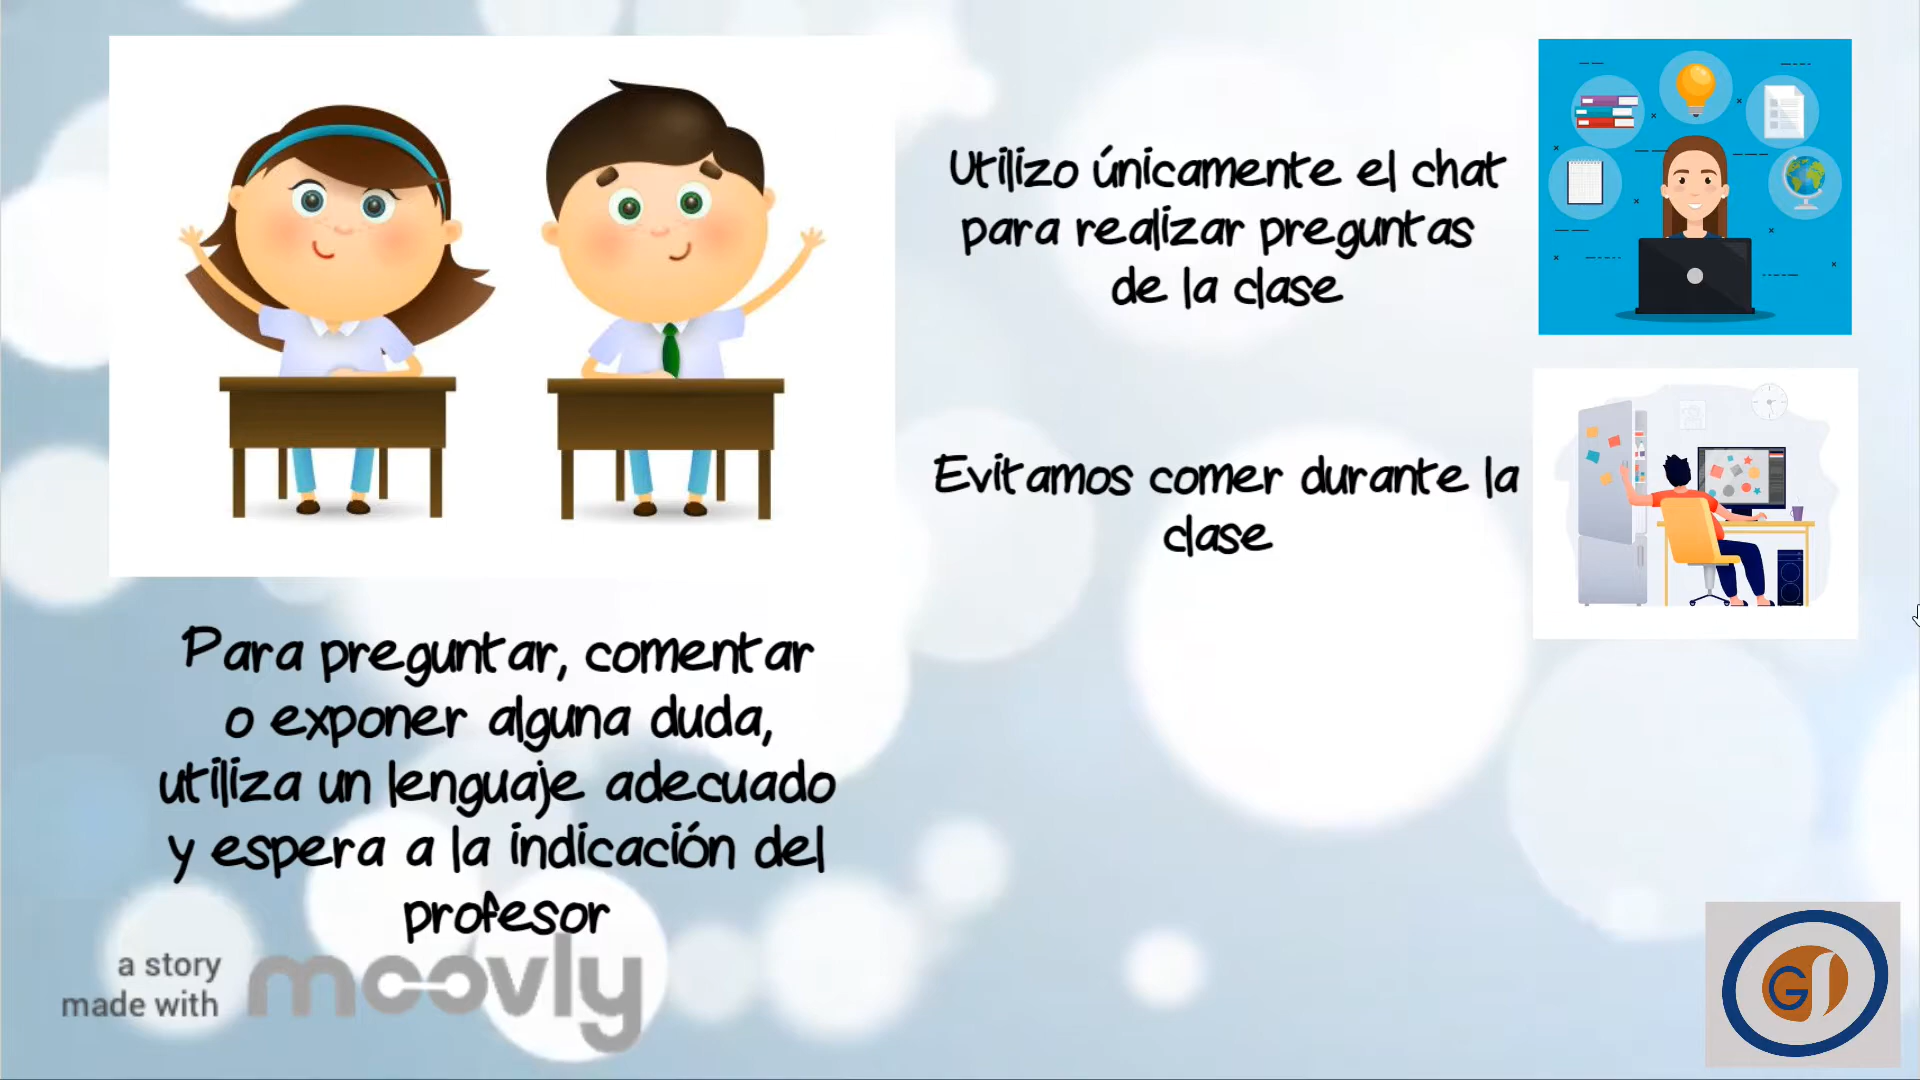 Utilizo únicamente el chat
para realizar preguntas
de la clase
Evitamos comer durante la
clase
Para preguntar, comentar
o exponer alguna duda,
utiliza un lenguaje adecuado
y espera a la indicación del
profesor
a story
made with
moovly
G